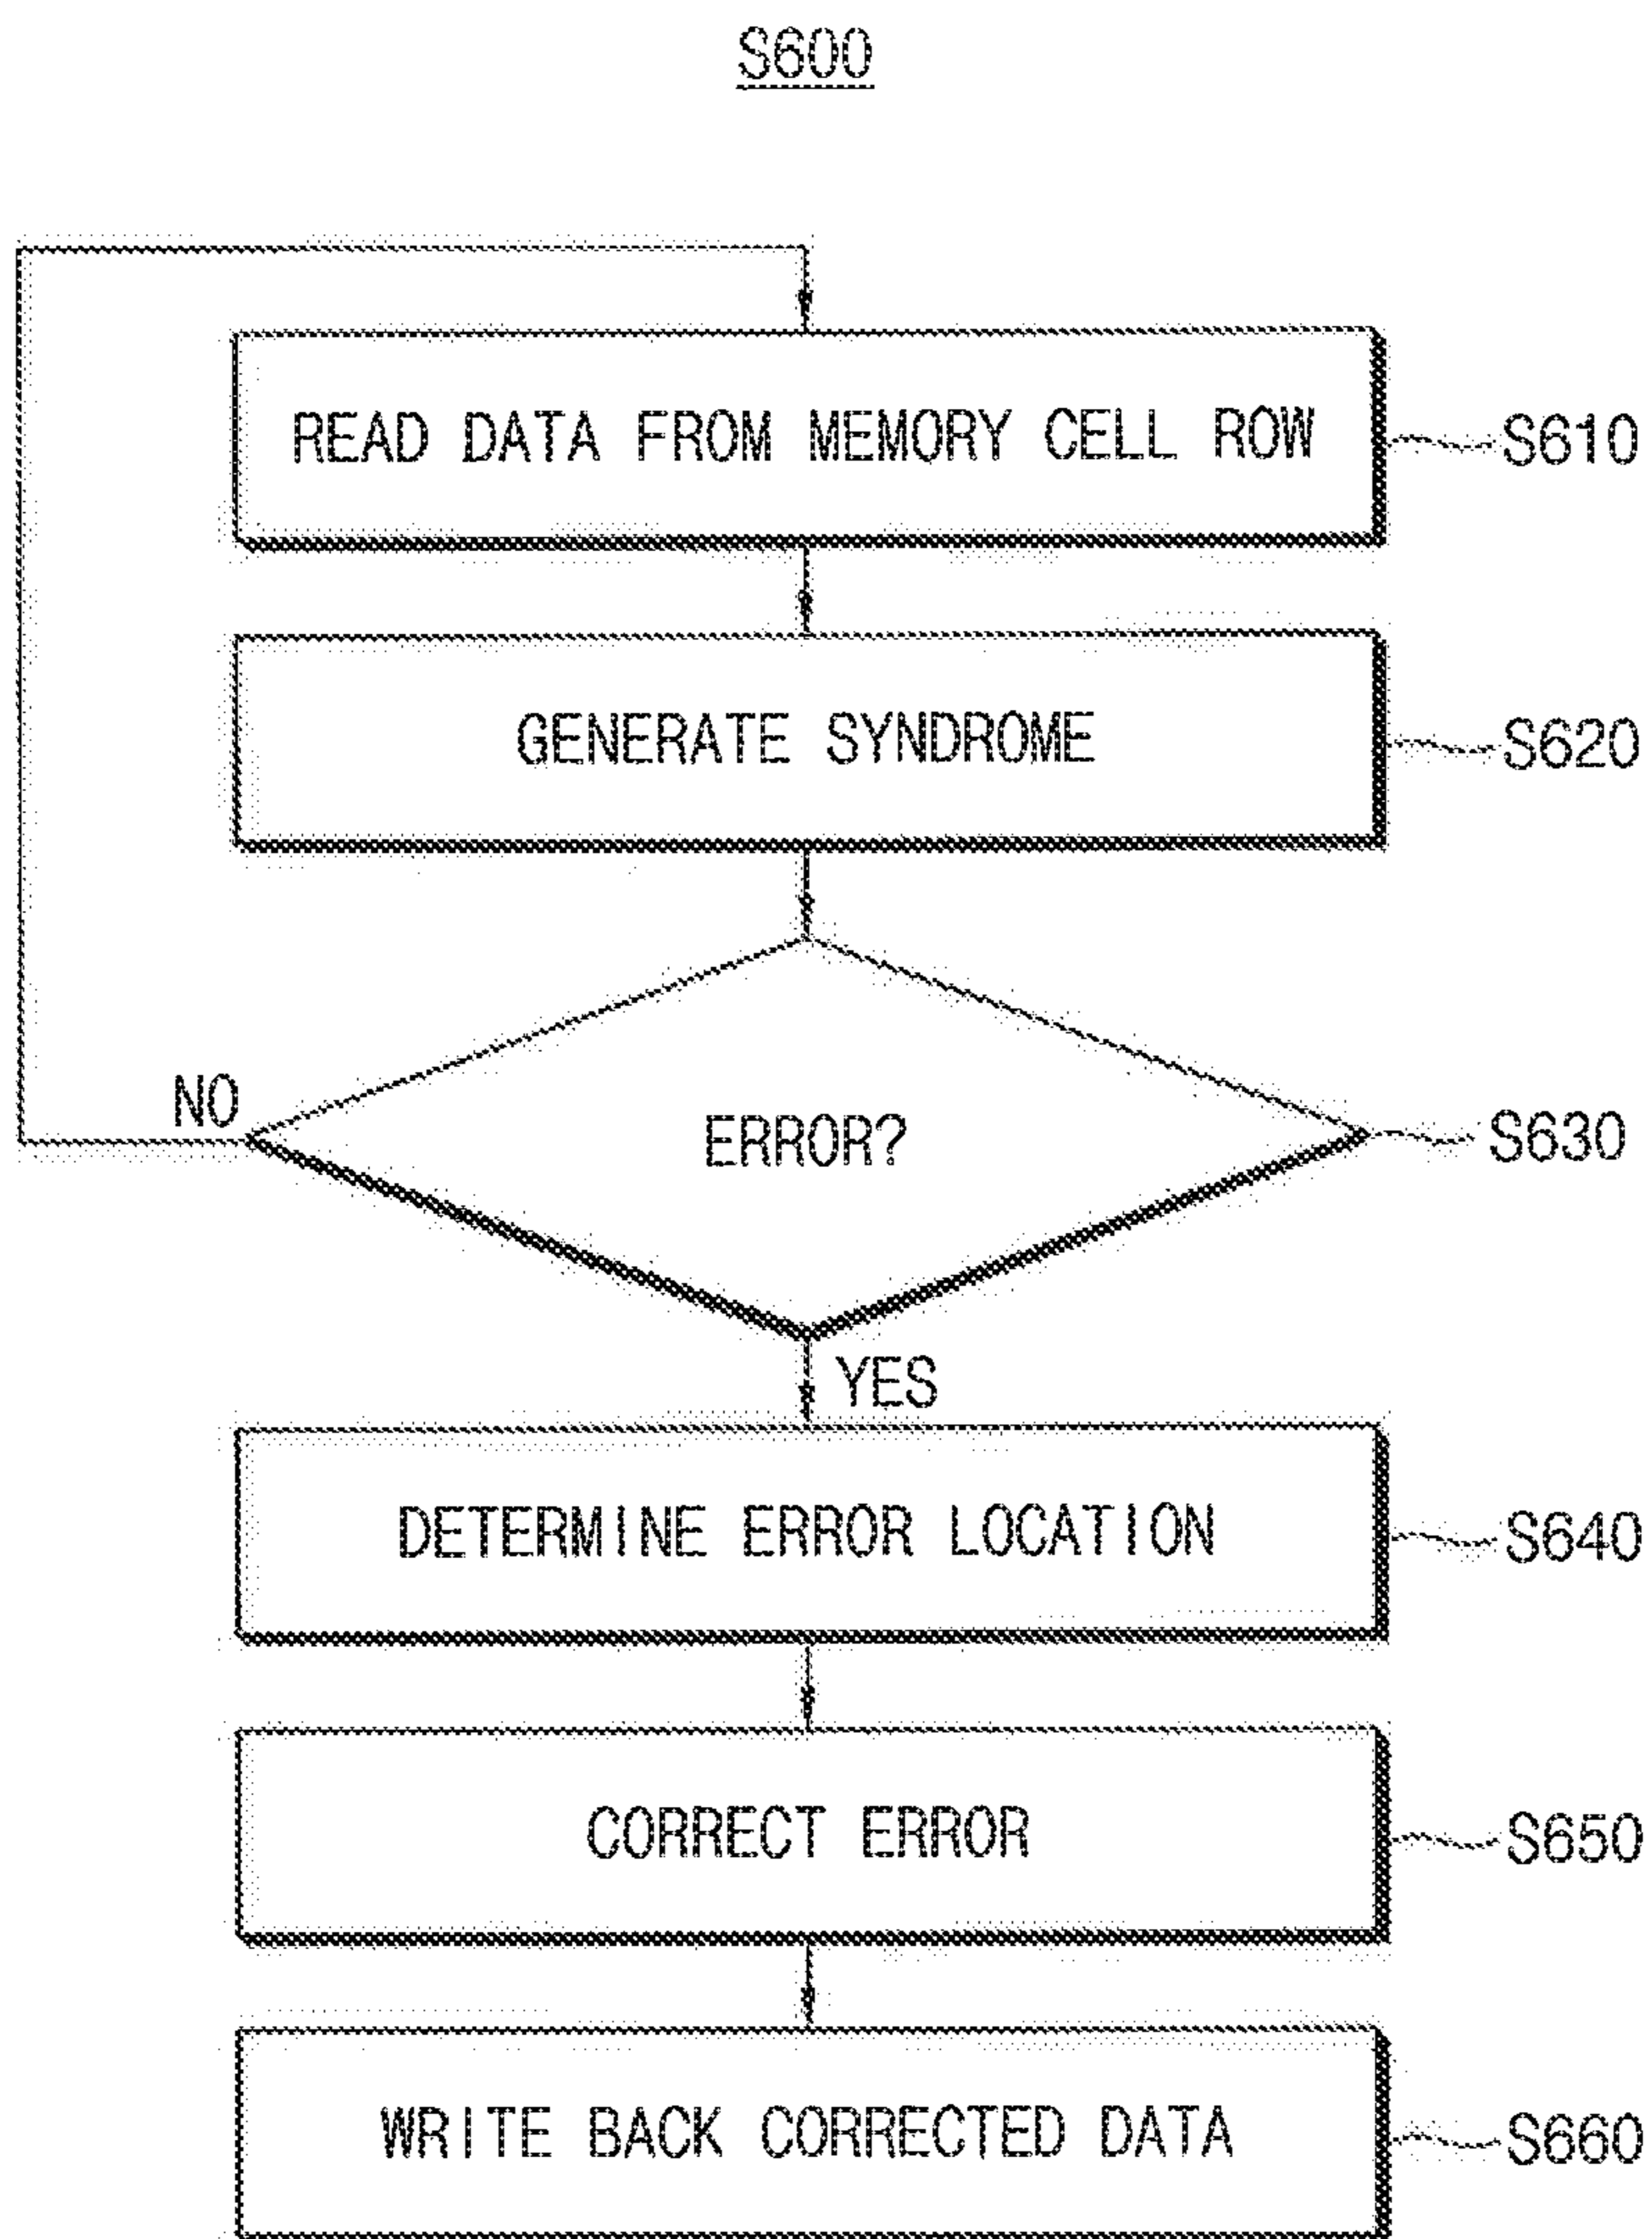 S600
READ DATA FROM MEMORY CELL ROW
S610
GENERATE SYNDROME
S620
NO
ERROR?
S630
YES
DETERMINE ERROR LOCATION
S640
CORRECT ERROR
S650
WRITE BACK CORRECTED DATA
S660